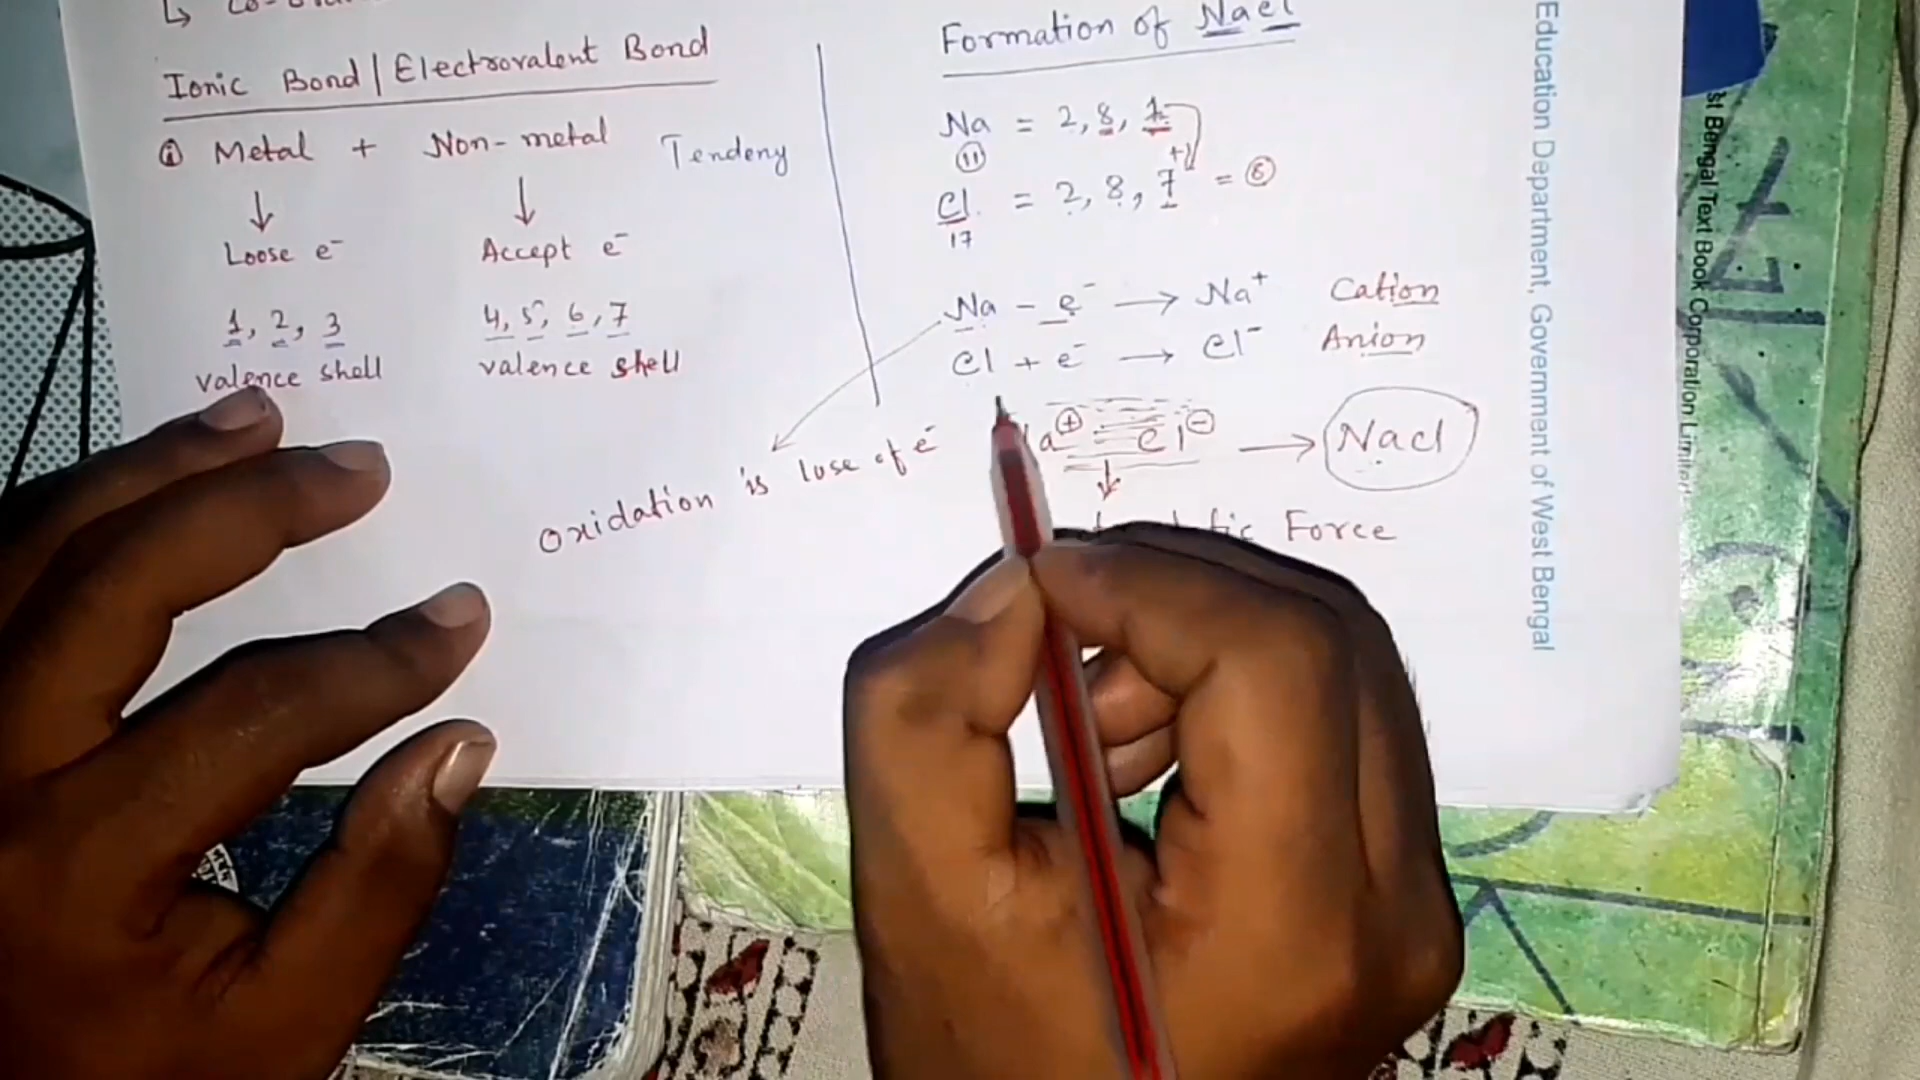 Ionic Bond/Electrovalent Bond
① Metal + Non-metal Tendeny
↓ ↓
Loose e⁻ Accept e⁻
1, 2, 3 4, 5, 6, 7
valence shell valence shell
Oxidation is lose of e⁻
Formation of Nacl
Na = 2, 8, 1
11
+1
Cl = 2, 8, 7 = 8
17
Na - e⁻ → Na⁺ Cation
Cl + e⁻ → Cl⁻ Anion
a⊕ Cl⊖ → Nacl
↓
Force
Education Department, Government of West Bengal
st Bengal Text Book Corporation Limited